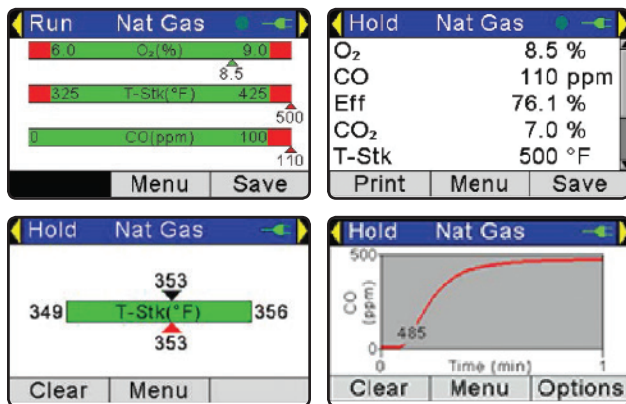 Run Nat Gas
6.0 O₂(%) 9.0
8.5
325 T-Stk(°F) 425
500
0 CO(ppm) 100
110
Menu Save
Hold Nat Gas
O₂ 8.5 %
CO 110 ppm
Eff 76.1 %
CO₂ 7.0 %
T-Stk 500 °F
Print Menu Save
Hold Nat Gas
353
349 T-Stk(°F) 356
353
Clear Menu
Hold Nat Gas
500
CO (ppm)
485
0
0 Time (min) 1
Clear Menu Options